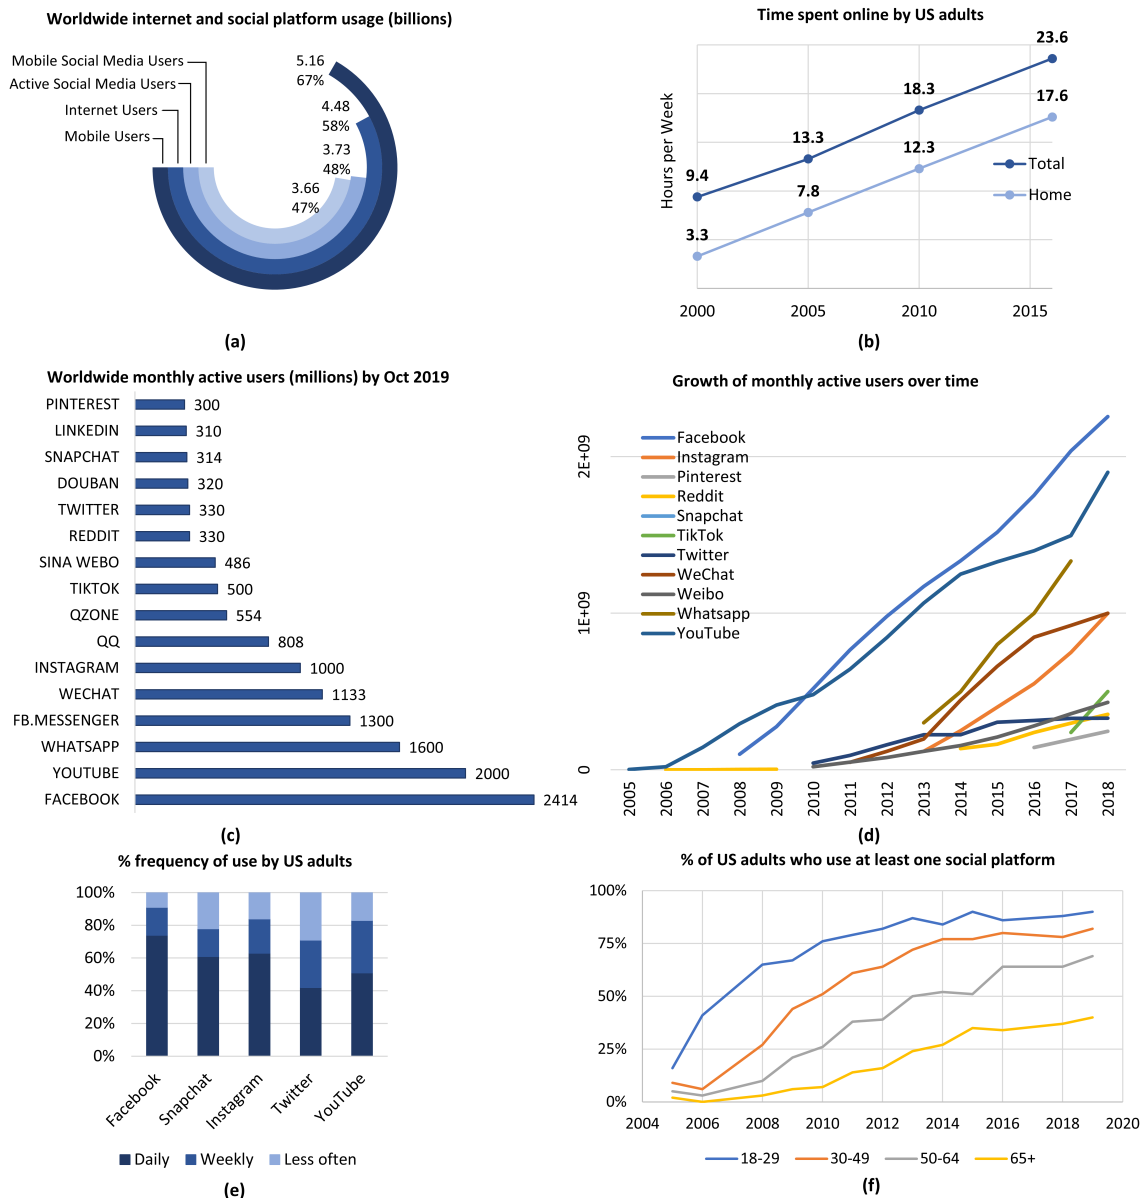 Worldwide internet and social platform usage (billions)
Mobile Social Media Users
Active Social Media Users
Internet Users
Mobile Users
5.16
67%
4.48
58%
3.73
48%
3.66
47%
(a)
Time spent online by US adults
Hours per Week
23.6
18.3
17.6
13.3
12.3
9.4
7.8
3.3
Total
Home
2000 2005 2010 2015
(b)
Worldwide monthly active users (millions) by Oct 2019
PINTEREST 300
LINKEDIN 310
SNAPCHAT 314
DOUBAN 320
TWITTER 330
REDDIT 330
SINA WEBO 486
TIKTOK 500
QZONE 554
QQ 808
INSTAGRAM 1000
WECHAT 1133
FB.MESSENGER 1300
WHATSAPP 1600
YOUTUBE 2000
FACEBOOK 2414
(c)
Growth of monthly active users over time
2E+09
1E+09
0
Facebook
Instagram
Pinterest
Reddit
Snapchat
TikTok
Twitter
WeChat
Weibo
Whatsapp
YouTube
2005 2006 2007 2008 2009 2010 2011 2012 2013 2014 2015 2016 2017 2018
(d)
% frequency of use by US adults
100%
80%
60%
40%
20%
0%
Facebook Snapchat Instagram Twitter YouTube
Daily Weekly Less often
(e)
% of US adults who use at least one social platform
100%
75%
50%
25%
0%
2004 2006 2008 2010 2012 2014 2016 2018 2020
18-29 30-49 50-64 65+
(f)